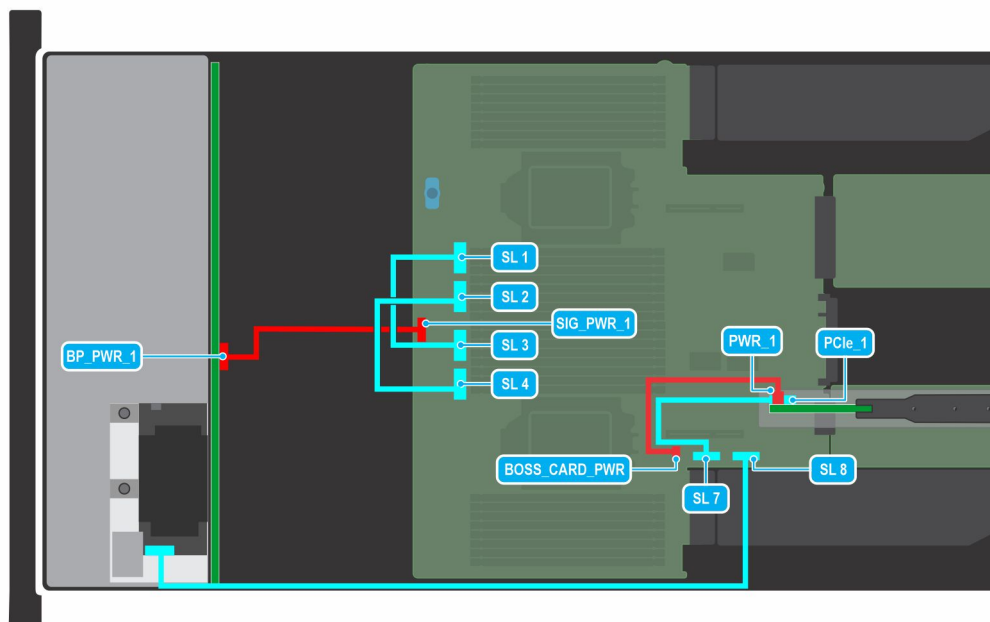 SL 1
SL 2
SIG_PWR_1
SL 3
BP_PWR_1
PWR_1
PCIe_1
SL 4
BOSS_CARD_PWR
SL 8
SL 7